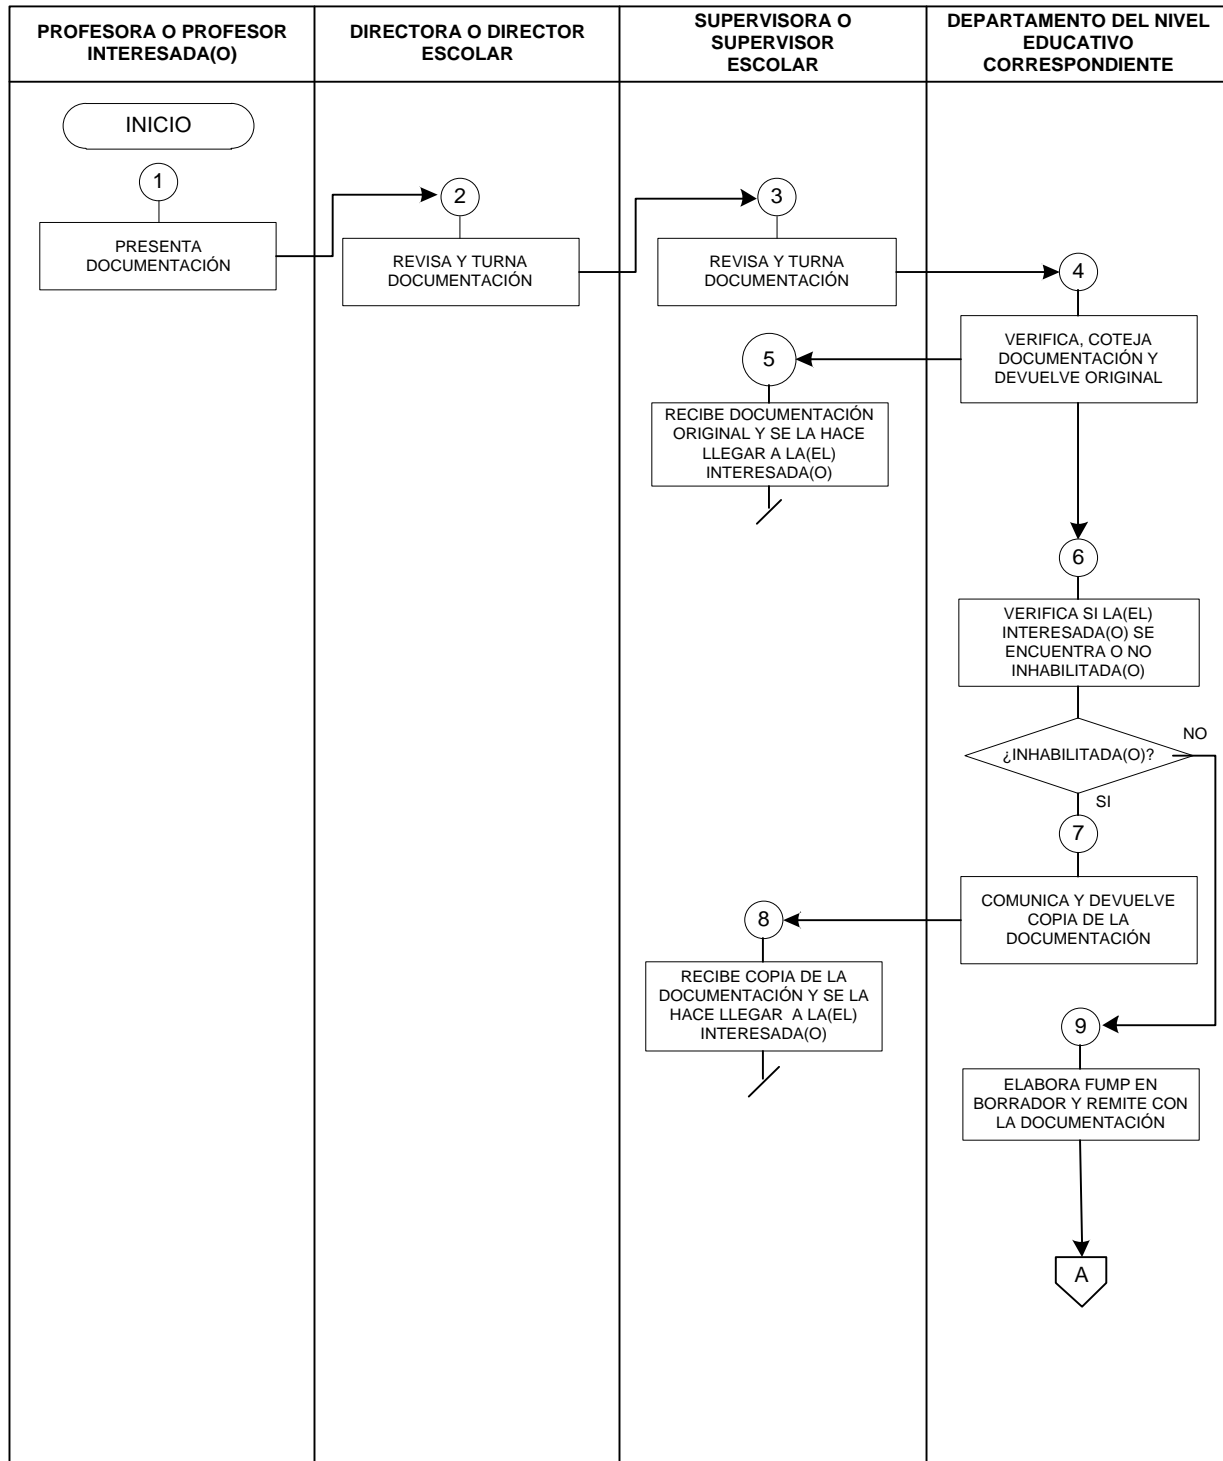 PROFESORA O PROFESOR
INTERESADA(O)
DIRECTORA O DIRECTOR
ESCOLAR
SUPERVISORA O
SUPERVISOR
ESCOLAR
DEPARTAMENTO DEL NIVEL
EDUCATIVO
CORRESPONDIENTE
INICIO
1
PRESENTA
DOCUMENTACIÓN
2
REVISA Y TURNA
DOCUMENTACIÓN
3
REVISA Y TURNA
DOCUMENTACIÓN
4
VERIFICA, COTEJA
DOCUMENTACIÓN Y
DEVUELVE ORIGINAL
5
RECIBE DOCUMENTACIÓN
ORIGINAL Y SE LA HACE
LLEGAR A LA(EL)
INTERESADA(O)
6
VERIFICA SI LA(EL)
INTERESADA(O) SE
ENCUENTRA O NO
INHABILITADA(O)
¿INHABILITADA(O)?
NO
SI
7
COMUNICA Y DEVUELVE
COPIA DE LA
DOCUMENTACIÓN
8
RECIBE COPIA DE LA
DOCUMENTACIÓN Y SE LA
HACE LLEGAR A LA(EL)
INTERESADA(O)
9
ELABORA FUMP EN
BORRADOR Y REMITE CON
LA DOCUMENTACIÓN
A